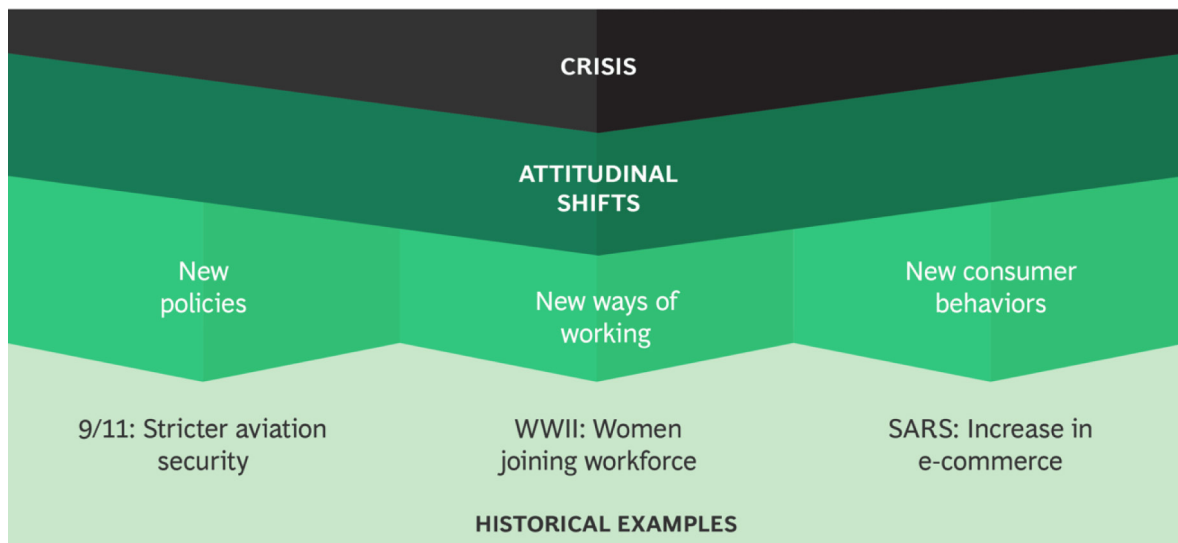 CRISIS
ATTITUDINAL
SHIFTS
New
policies
New ways of
working
New consumer
behaviors
9/11: Stricter aviation
security
WWII: Women
joining workforce
SARS: Increase in
e-commerce
HISTORICAL EXAMPLES